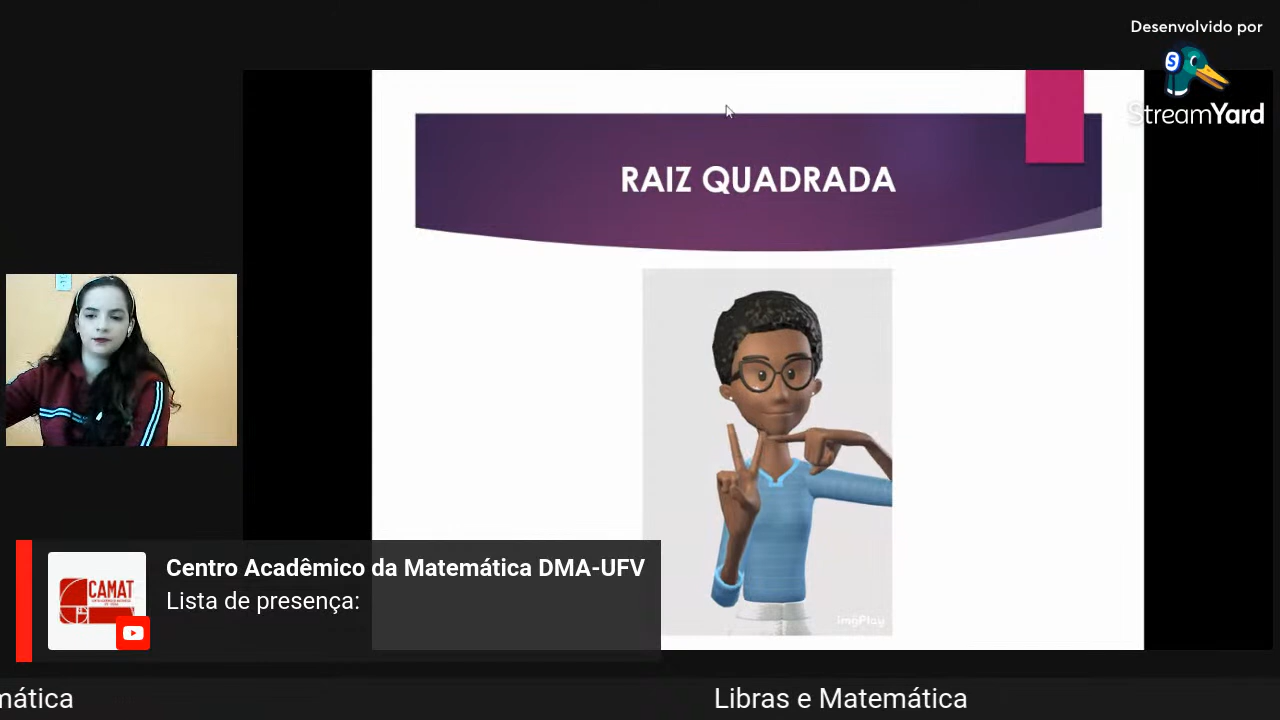 Desenvolvido por
StreamYard
RAIZ QUADRADA
imgPlay
CAMAT
Centro Acadêmico da Matemática DMA-UFV
Lista de presença:
mática
Libras e Matemática